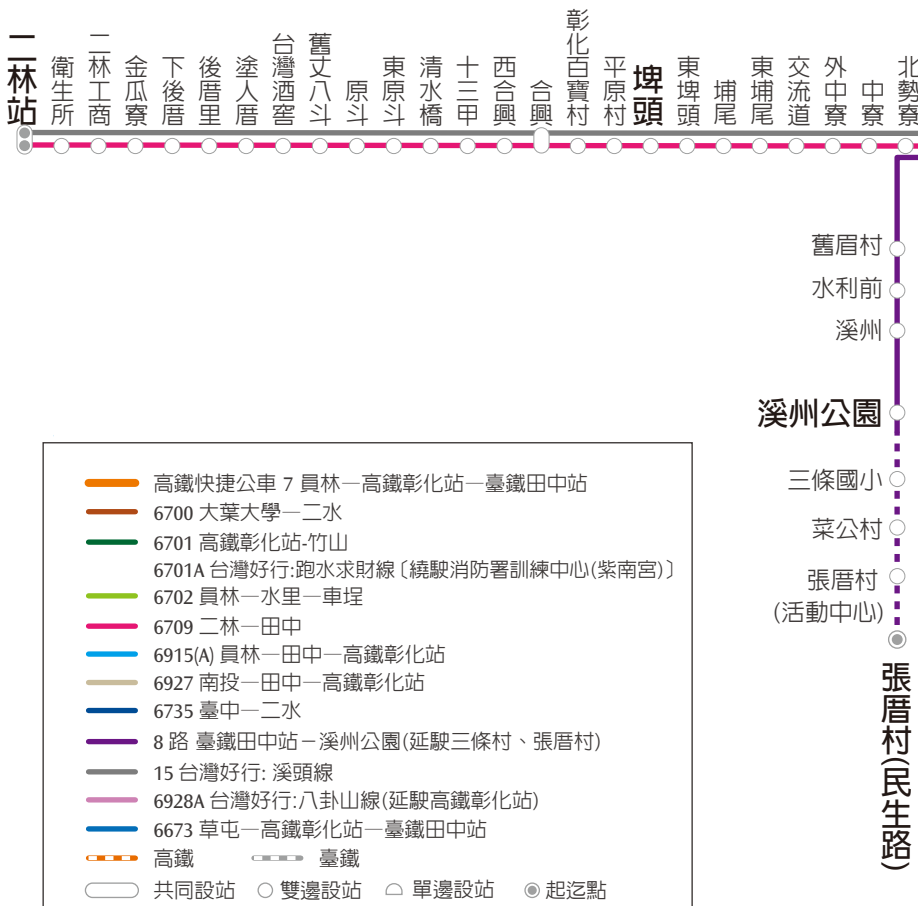 二林站
衛生所
二林工商
金瓜寮
下後厝
後厝里
塗人厝
台灣酒窖
舊丈八斗
原斗
東原斗
清水橋
十三甲
西合興
合興
彰化百寶村
平原村
埤頭
東埤頭
埔尾
東埔尾
交流道
外中寮
中寮
北勢寮
舊眉村
水利前
溪州
溪州公園
三條國小
菜公村
張厝村
(活動中心)
張厝村(民生路)
高鐵快捷公車 7 員林—高鐵彰化站—臺鐵田中站
6700 大葉大學—二水
6701 高鐵彰化站-竹山
6701A 台灣好行:跑水求財線〔繞駛消防署訓練中心(紫南宮)〕
6702 員林—水里—車埕
6709 二林—田中
6915(A) 員林—田中—高鐵彰化站
6927 南投—田中—高鐵彰化站
6735 臺中—二水
8 路 臺鐵田中站－溪州公園(延駛三條村、張厝村)
15 台灣好行: 溪頭線
6928A 台灣好行:八卦山線(延駛高鐵彰化站)
6673 草屯—高鐵彰化站—臺鐵田中站
高鐵 臺鐵
共同設站 雙邊設站 單邊設站 起迄點